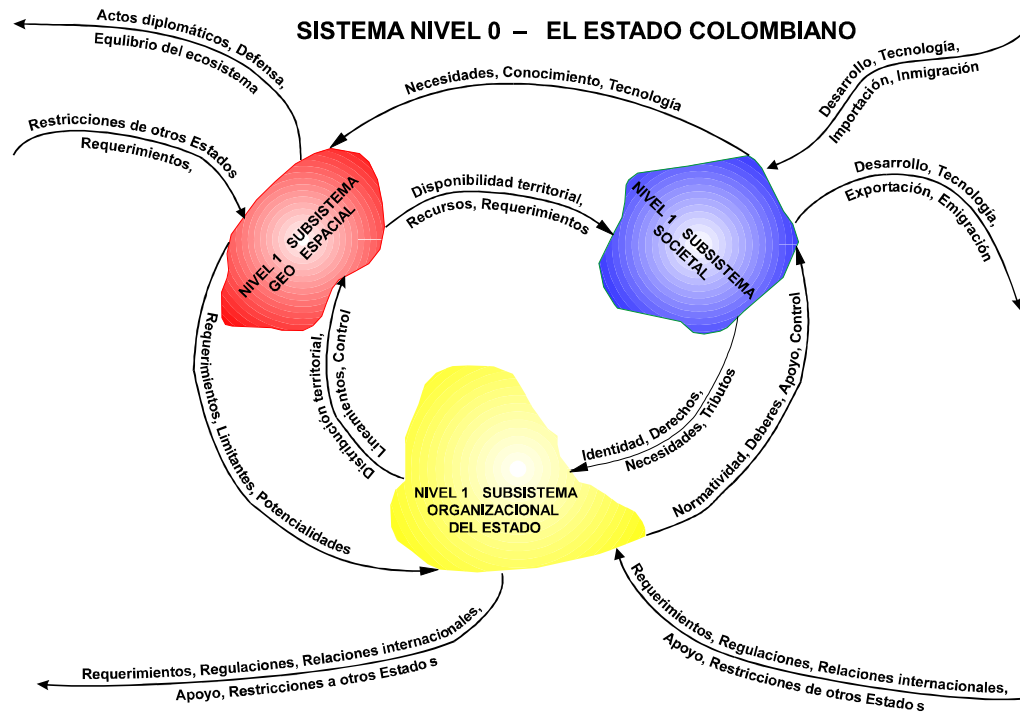 SISTEMA NIVEL 0 – EL ESTADO COLOMBIANO
Actos diplomáticos, Defensa,
Equlibrio del ecosistema
Restricciones de otros Estados
Requerimientos,
Necesidades, Conocimiento, Tecnología
Desarrollo, Tecnología,
Importación, Inmigración
Desarrollo, Tecnología,
Exportación, Emigración
Disponibilidad territorial,
Recursos, Requerimientos
NIVEL 1 SUBSISTEMA
GEO ESPACIAL
NIVEL 1 SUBSISTEMA
SOCIETAL
Requerimientos, Limitantes, Potencialidades
Distribución territorial,
Lineamientos, Control
Identidad, Derechos,
Necesidades, Tributos
Normatividad, Deberes, Apoyo, Control
NIVEL 1 SUBSISTEMA
ORGANIZACIONAL
DEL ESTADO
Requerimientos, Regulaciones, Relaciones internacionales,
Apoyo, Restricciones a otros Estados
Requerimientos, Regulaciones, Relaciones internacionales,
Apoyo, Restricciones de otros Estados